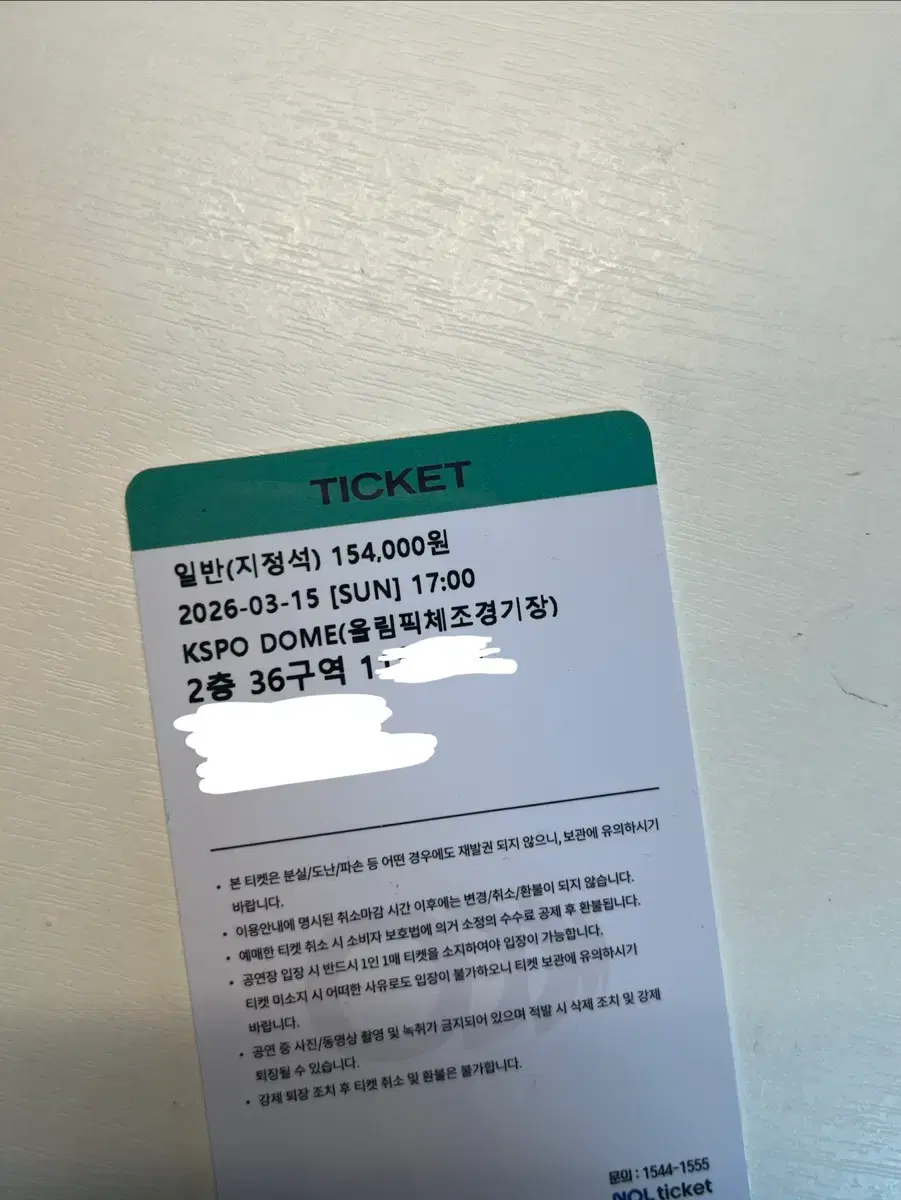 TICKET
일반(지정석) 154,000원
2026-03-15 [SUN] 17:00
KSPO DOME(올림픽체조경기장)
2층 36구역
• 본 티켓은 분실/도난/파손 등 어떤 경우에도 재발권 되지 않으니, 보관에 유의하시기
바랍니다.
• 이용안내에 명시된 취소마감 시간 이후에는 변경/취소/환불이 되지 않습니다.
• 예매한 티켓 취소 시 소비자 보호법에 의거 소정의 수수료 공제 후 환불됩니다.
• 공연장 입장 시 반드시 1인 1매 티켓을 소지하여야 입장이 가능합니다.
티켓 미소지 시 어떠한 사유로도 입장이 불가하오니 티켓 보관에 유의하시기
바랍니다.
• 공연 중 사진/동영상 촬영 및 녹취가 금지되어 있으며 적발 시 삭제 조치 및 강제
퇴장될 수 있습니다.
• 강제 퇴장 조치 후 티켓 취소 및 환불은 불가합니다.
문의 : 1544-1555
NOL ticket